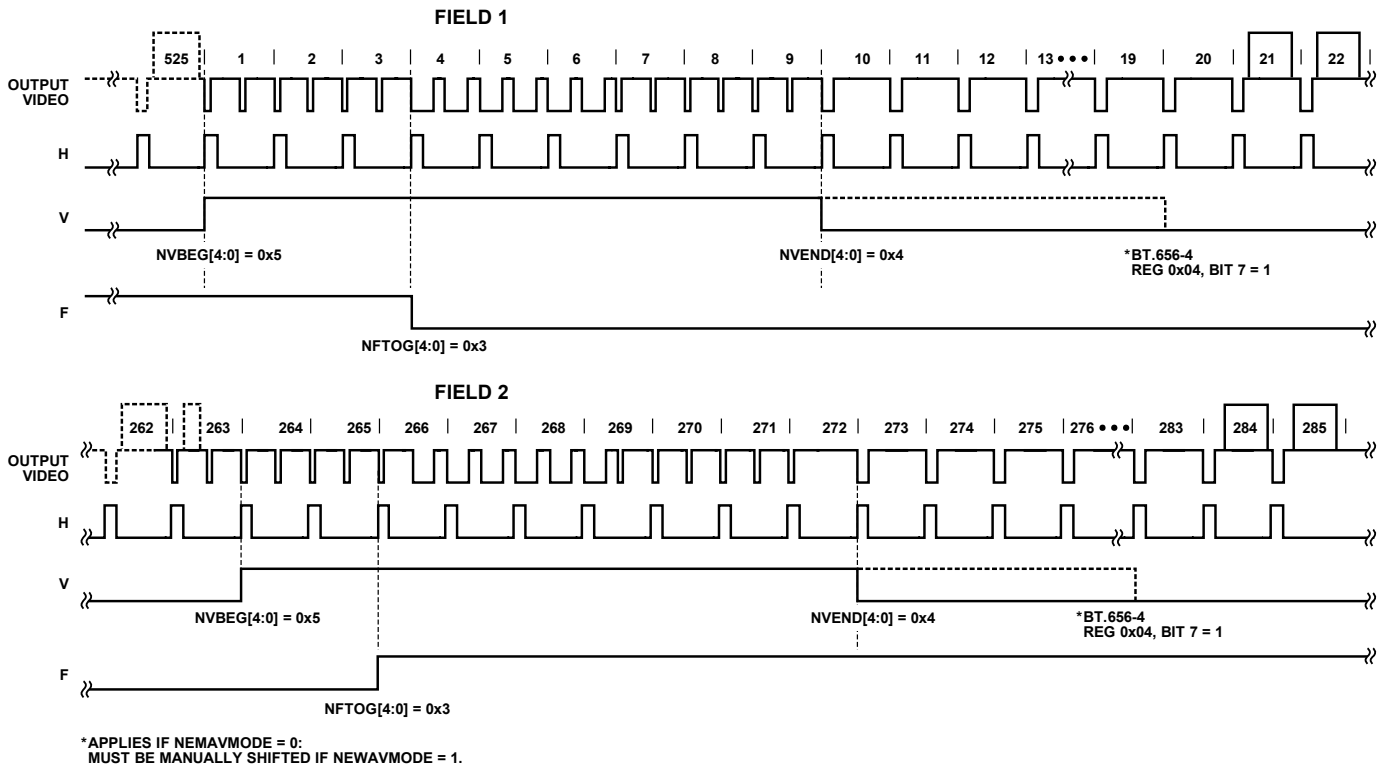 FIELD 1
525 1 2 3 4 5 6 7 8 9 10 11 12 13 ••• 19 20 21 22
OUTPUT
VIDEO
H
V
NVBEG[4:0] = 0x5
NVEND[4:0] = 0x4
*BT.656-4
REG 0x04, BIT 7 = 1
F
NFTOG[4:0] = 0x3
FIELD 2
262 263 264 265 266 267 268 269 270 271 272 273 274 275 276 ••• 283 284 285
OUTPUT
VIDEO
H
V
NVBEG[4:0] = 0x5
NVEND[4:0] = 0x4
*BT.656-4
REG 0x04, BIT 7 = 1
F
NFTOG[4:0] = 0x3
*APPLIES IF NEMAVMODE = 0:
MUST BE MANUALLY SHIFTED IF NEWAVMODE = 1.